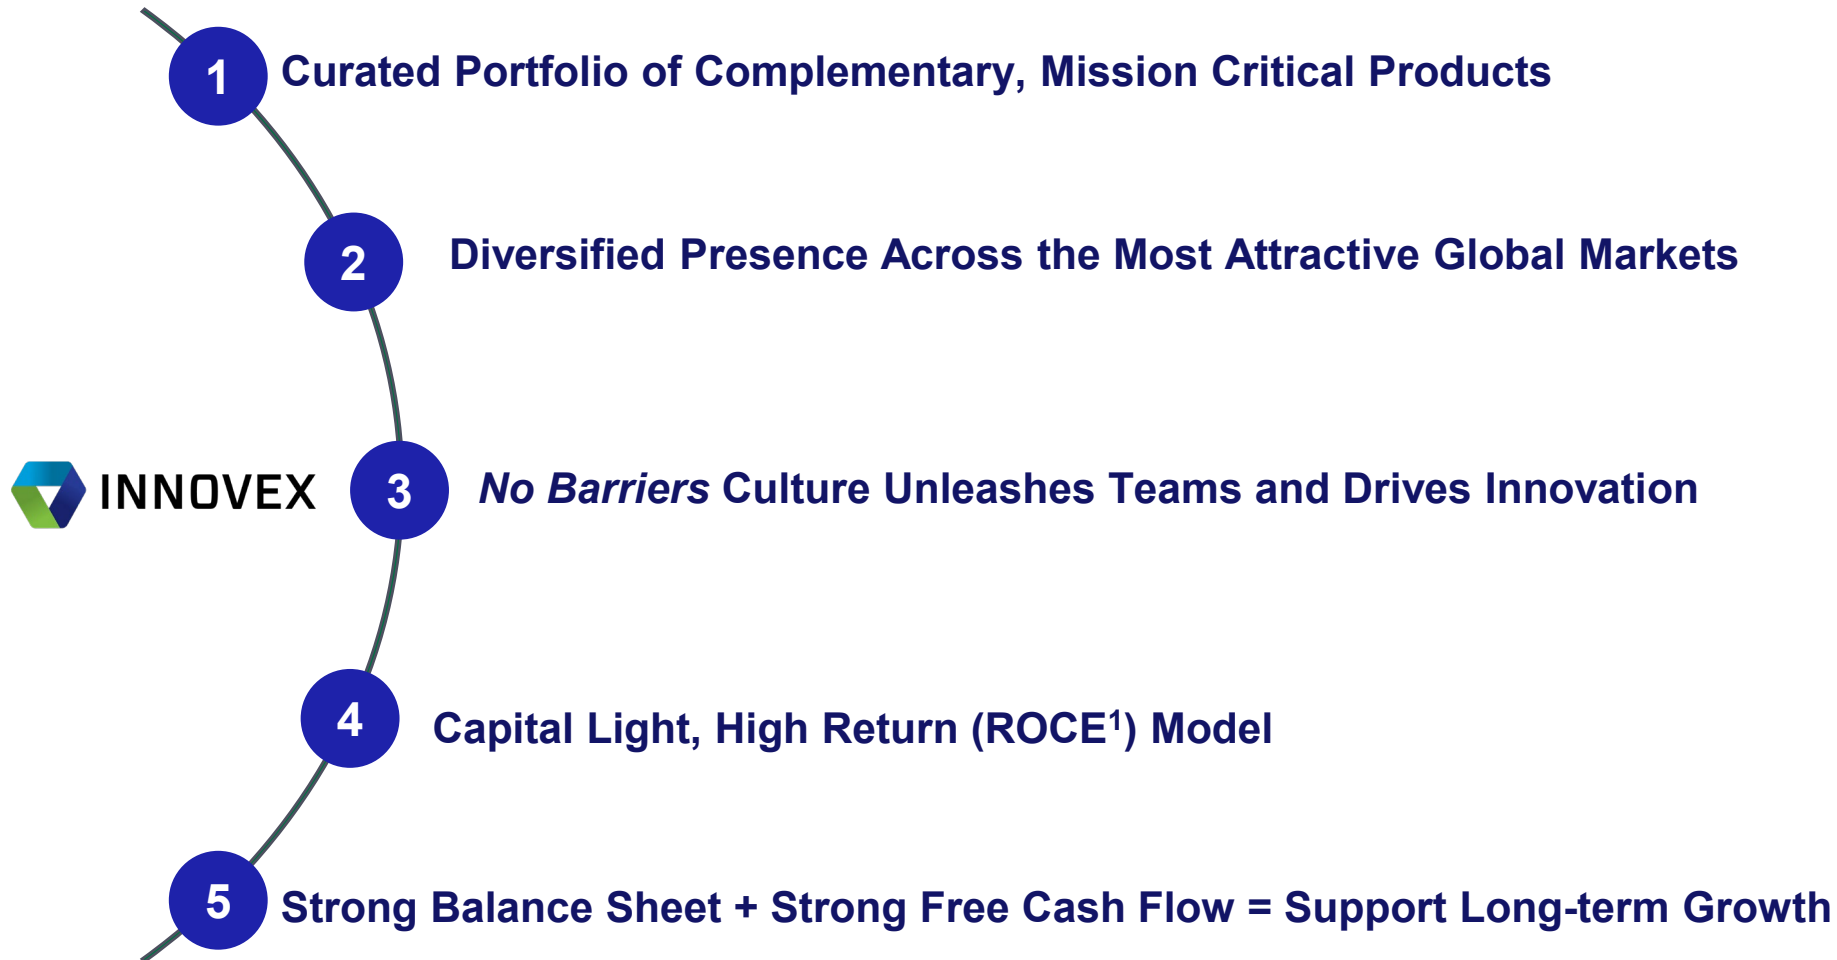 1 Curated Portfolio of Complementary, Mission Critical Products
2 Diversified Presence Across the Most Attractive Global Markets
INNOVEX
3 No Barriers Culture Unleashes Teams and Drives Innovation
4 Capital Light, High Return (ROCE¹) Model
5 Strong Balance Sheet + Strong Free Cash Flow = Support Long-term Growth